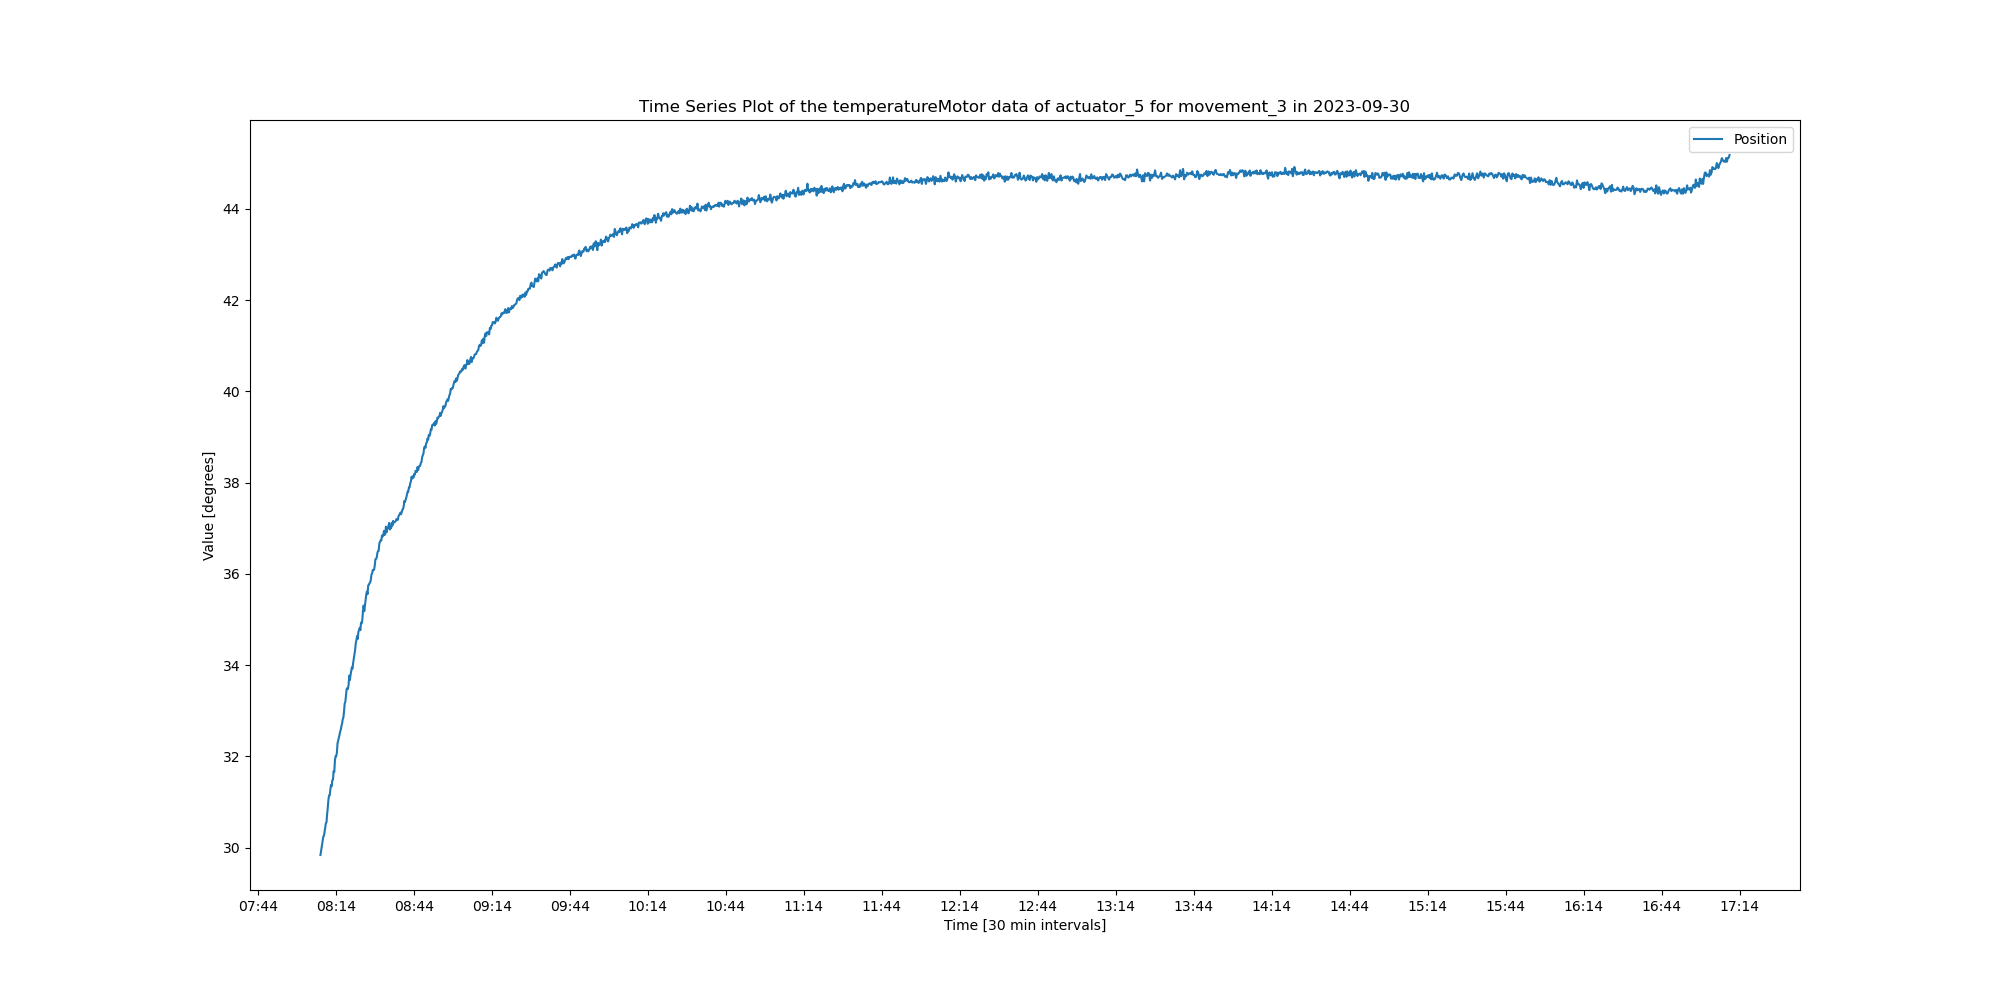 Time Series Plot of the temperatureMotor data of actuator_5 for movement_3 in 2023-09-30
Position
Value [degrees]
44
42
40
38
36
34
32
30
07:44 08:14 08:44 09:14 09:44 10:14 10:44 11:14 11:44 12:14 12:44 13:14 13:44 14:14 14:44 15:14 15:44 16:14 16:44 17:14
Time [30 min intervals]